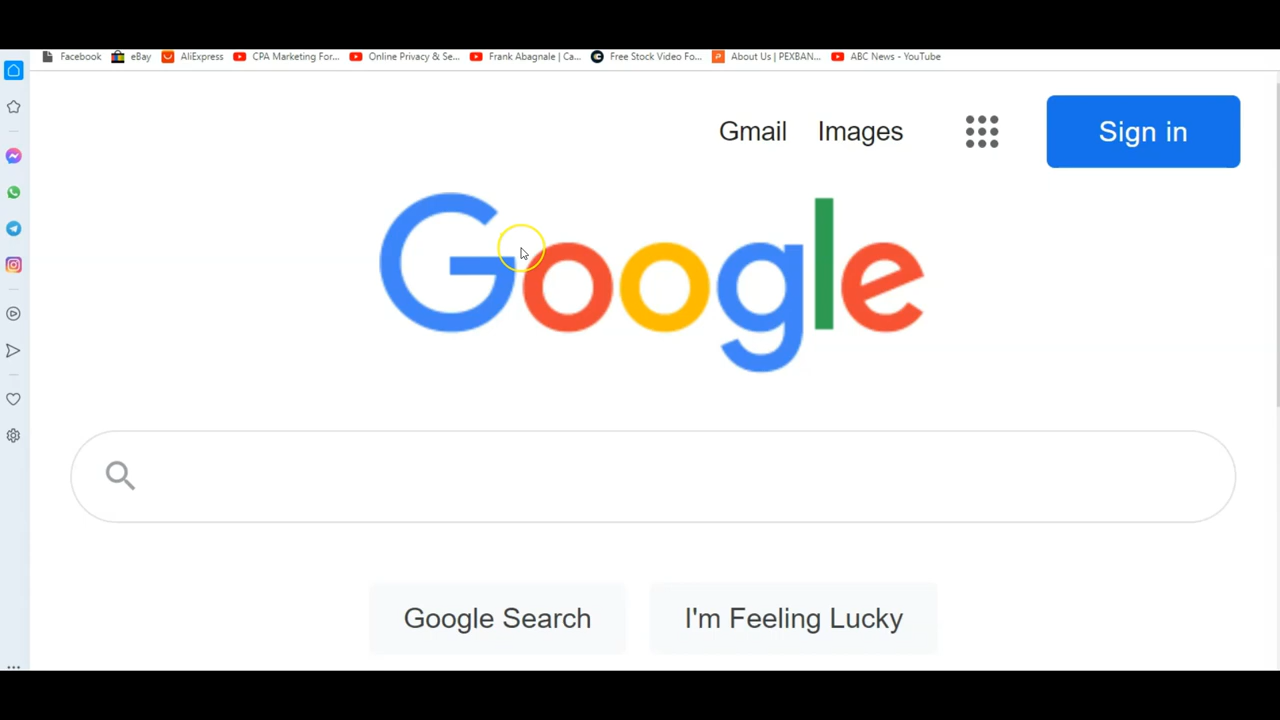 Facebook eBay AliExpress CPA Marketing For... Online Privacy & Se... Frank Abagnale | Ca... Free Stock Video Fo... About Us | PEXBAN... ABC News - YouTube
Gmail Images Sign in
Google
Google Search I'm Feeling Lucky